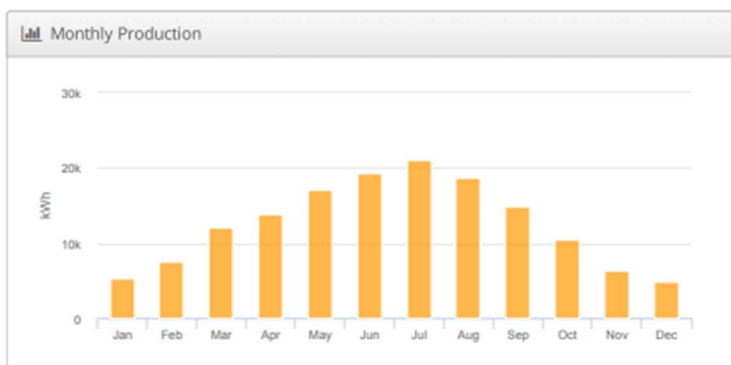 Monthly Production
30k
20k
10k
0
kWh
Jan Feb Mar Apr May Jun Jul Aug Sep Oct Nov Dec